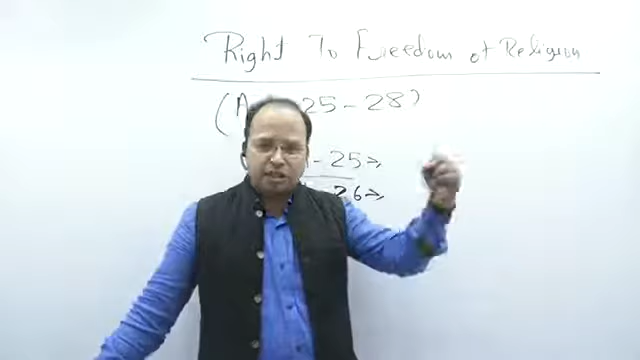 Right To Freedom of Religion
(A 25 - 28)
- 25 →
26 →